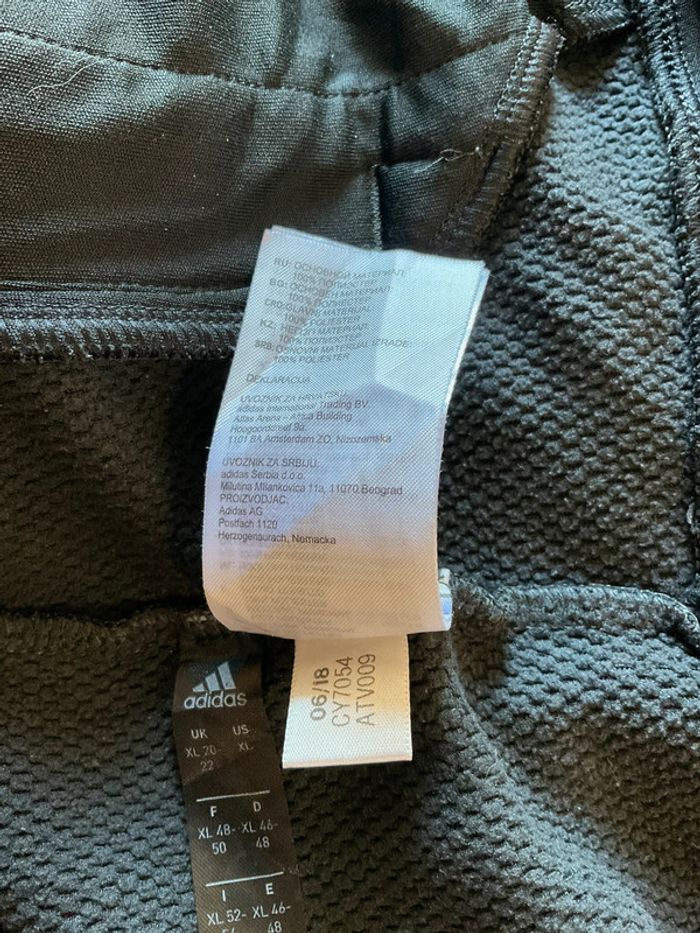 RU: ОСНОВНОЙ МАТЕРИАЛ:
100% ПОЛИЭСТЕР
BG: ОСНОВЕН МАТЕРИАЛ:
100% ПОЛИЕСТЕР
CRO:GLAVNI MATERIJAL:
100% POLIESTER
KZ: НЕГІЗГІ МАТЕРИАЛ:
100% ПОЛИЭСТЕР
SRB: OSNOVNI MATERIJAL IZRADE:
100% POLIESTER
DEKLARACIJA
UVOZNIK ZA HRVATSKU:
adidas International Trading BV.
Atlas Arena – Africa Building
Hoogoorddreef 9a.
1101 BA Amsterdam ZO, Nizozemska
UVOZNIK ZA SRBIJU:
adidas Serbia d.o.o.
Milutina Milankovica 11a, 11070 Beograd
PROIZVODJAC:
Adidas AG
Postfach 1120
Herzogenaurach, Nemacka
06/18
CY7054
ATV009
adidas
UK US
XL 20- XL
22
F D
XL 48- XL 46-
50 48
I E
XL 52- XL 46-
48